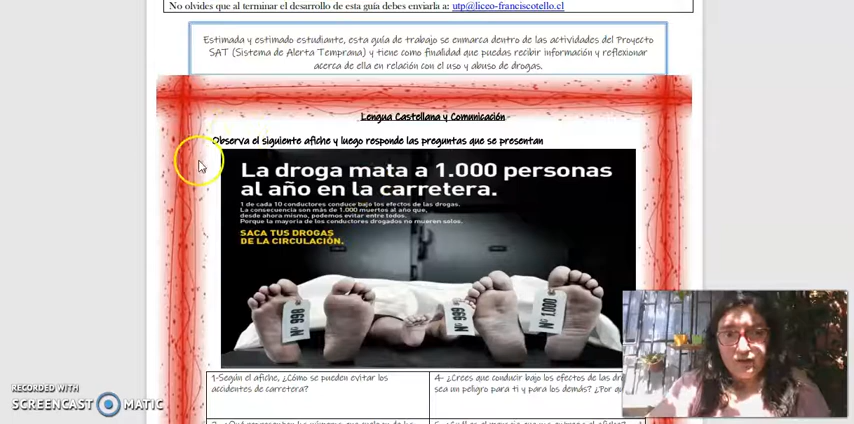 No olvides que al terminar el desarrollo de esta guía debes enviarla a: utp@liceo-franciscotello.cl
Estimada y estimado estudiante, esta guía de trabajo se enmarca dentro de las actividades del Proyecto
SAT (Sistema de Alerta Temprana) y tiene como finalidad que puedas recibir información y reflexionar
acerca de ella en relación con el uso y abuso de drogas.
Lengua Castellana y Comunicación
Observa el siguiente afiche y luego responde las preguntas que se presentan
La droga mata a 1.000 personas
al año en la carretera.
1 de cada 10 conductores conduce bajo los efectos de las drogas.
La consecuencia son más de 1.000 muertos al año que,
desde ahora mismo, podemos evitar entre todos.
Porque la mayoría de los conductores drogados no mueren solos.
SACA TUS DROGAS
DE LA CIRCULACIÓN.
Nº 998
Nº 999
Nº 1.000
1-Según el afiche, ¿Cómo se pueden evitar los
accidentes de carretera?
4- ¿Crees que conducir bajo los efectos de las
sea un peligro para ti y para los demás? ¿Por
RECORDED WITH
SCREENCAST MATIC